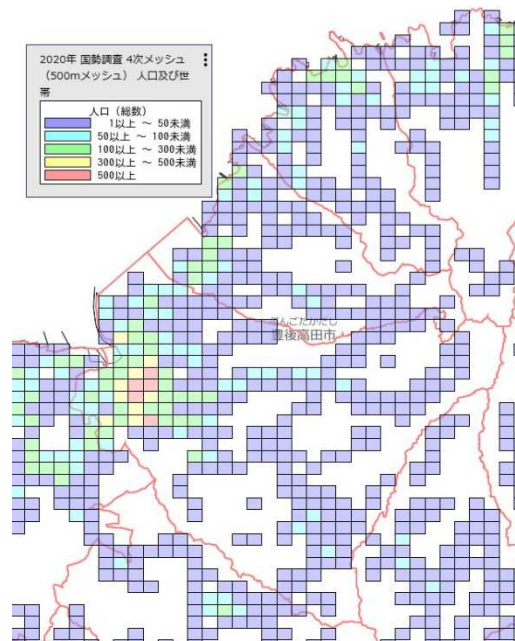 2020年 国勢調査 4次メッシュ
（500mメッシュ） 人口及び世
帯
人口（総数）
1以上 ～ 50未満
50以上 ～ 100未満
100以上 ～ 300未満
300以上 ～ 500未満
500以上
ぶんごたかだし
豊後高田市